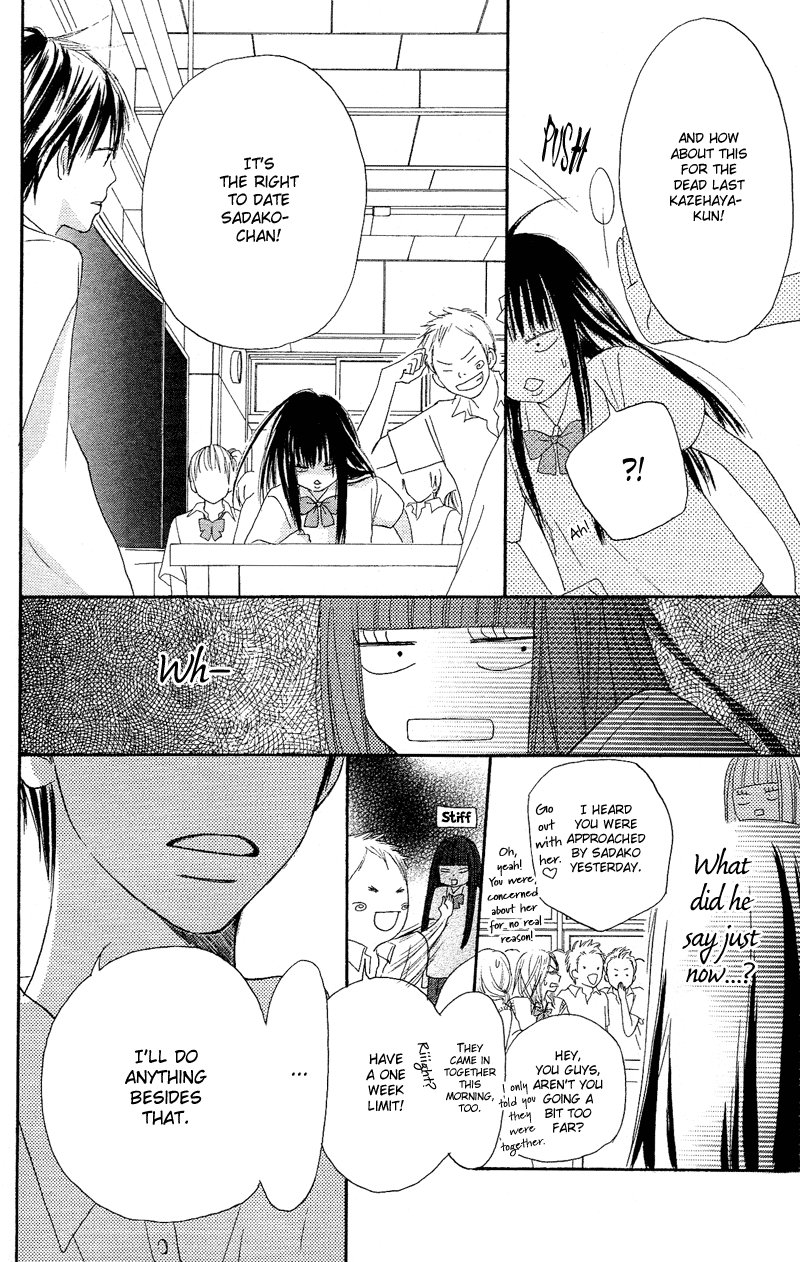 AND HOW
ABOUT THIS
FOR THE
DEAD LAST
KAZEHAYA-
KUN!
PUSH
?!
Ah!
IT'S
THE RIGHT
TO DATE
SADAKO-
CHAN!
Wh–
What
did he
say just
now...?
I HEARD
YOU WERE
APPROACHED
BY SADAKO
YESTERDAY.
Go
out
with
her. ♡
Oh,
yeah!
You were
concerned
about her
for no real
reason!
HEY,
YOU GUYS,
AREN'T YOU
GOING A
BIT TOO
FAR?
I only
told you
they
were
together.
Stiff
THEY
CAME IN
TOGETHER
THIS
MORNING,
TOO.
Riiight?
HAVE
A ONE
WEEK
LIMIT!
...
I'LL DO
ANYTHING
BESIDES
THAT.